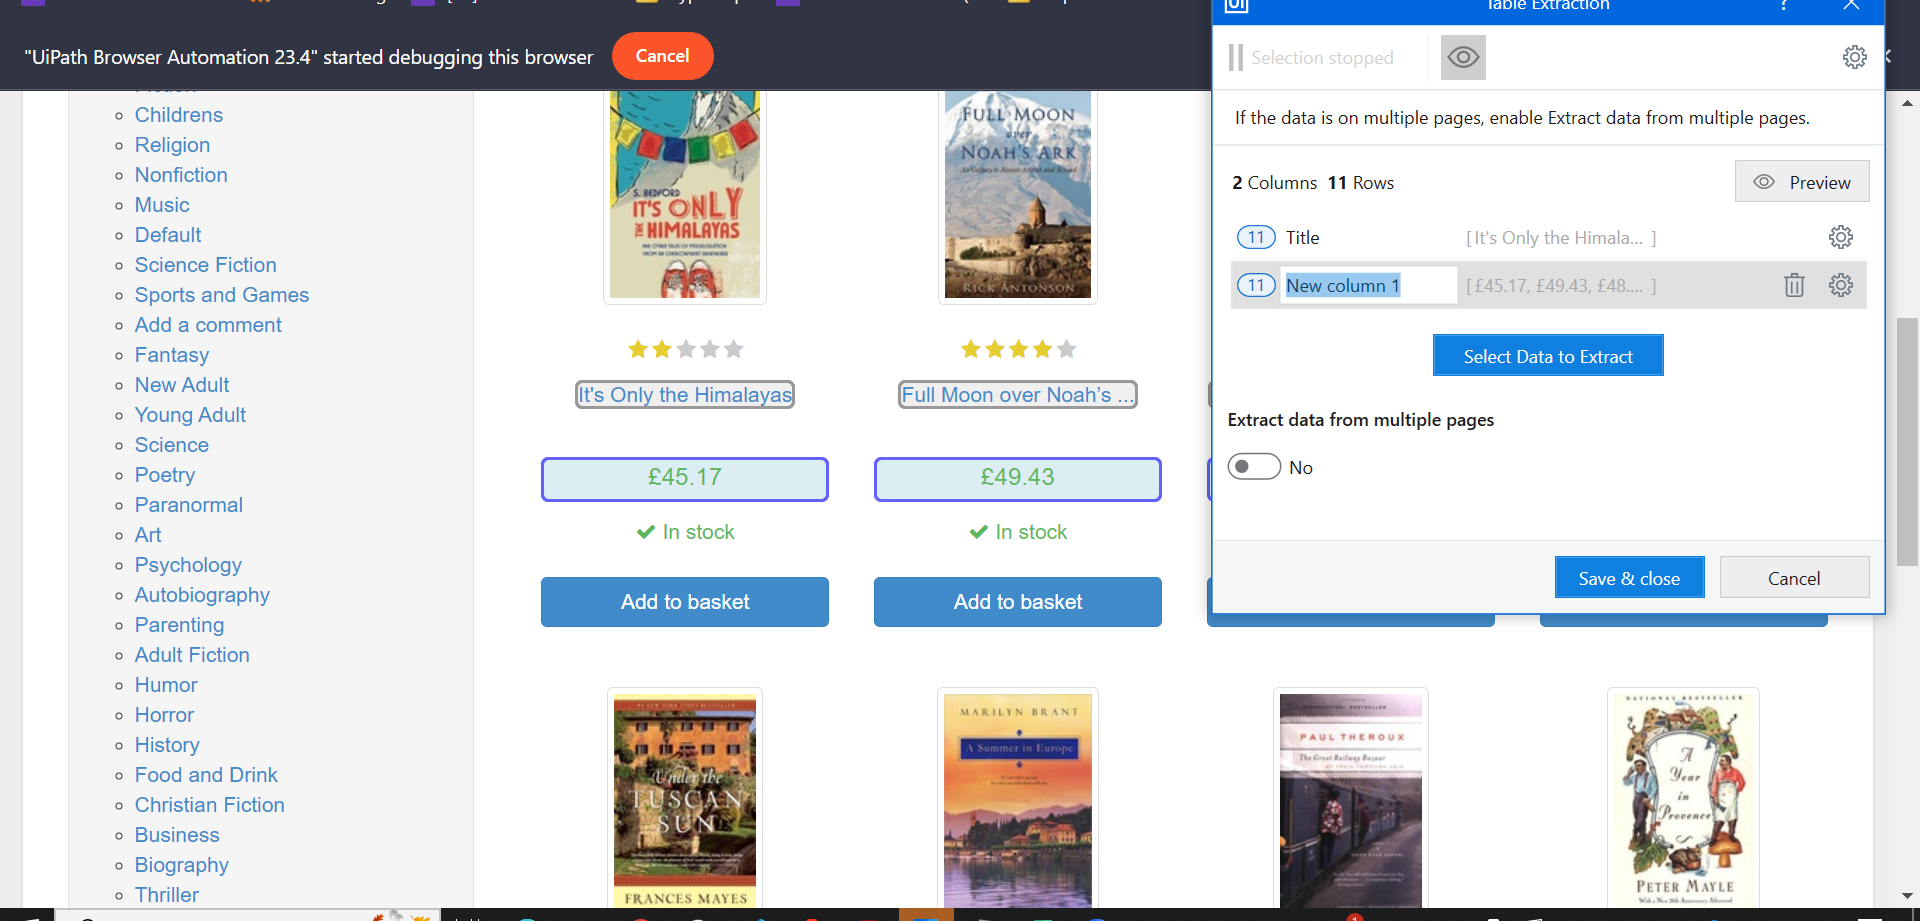 "UiPath Browser Automation 23.4" started debugging this browser
Cancel
Childrens
Religion
Nonfiction
Music
Default
Science Fiction
Sports and Games
Add a comment
Fantasy
New Adult
Young Adult
Science
Poetry
Paranormal
Art
Psychology
Autobiography
Parenting
Adult Fiction
Humor
Horror
History
Food and Drink
Christian Fiction
Business
Biography
Thriller
S. BEDFORD
IT'S ONLY
THE HIMALAYAS
FULL MOON
over
NOAH'S ARK
RICK ANTONSON
It's Only the Himalayas
Full Moon over Noah’s ...
£45.17
£49.43
In stock
In stock
Add to basket
Add to basket
Under the
TUSCAN
SUN
FRANCES MAYES
MARILYN BRANT
A Summer in Europe
PAUL THEROUX
The Great Railway Bazaar
NATIONAL BESTSELLER
A
Year
in
Provence
PETER MAYLE
Table Extraction
Selection stopped
If the data is on multiple pages, enable Extract data from multiple pages.
2 Columns 11 Rows
Preview
11 Title [ It's Only the Himala... ]
11 New column 1 [ £45.17, £49.43, £48.... ]
Select Data to Extract
Extract data from multiple pages
No
Save & close
Cancel